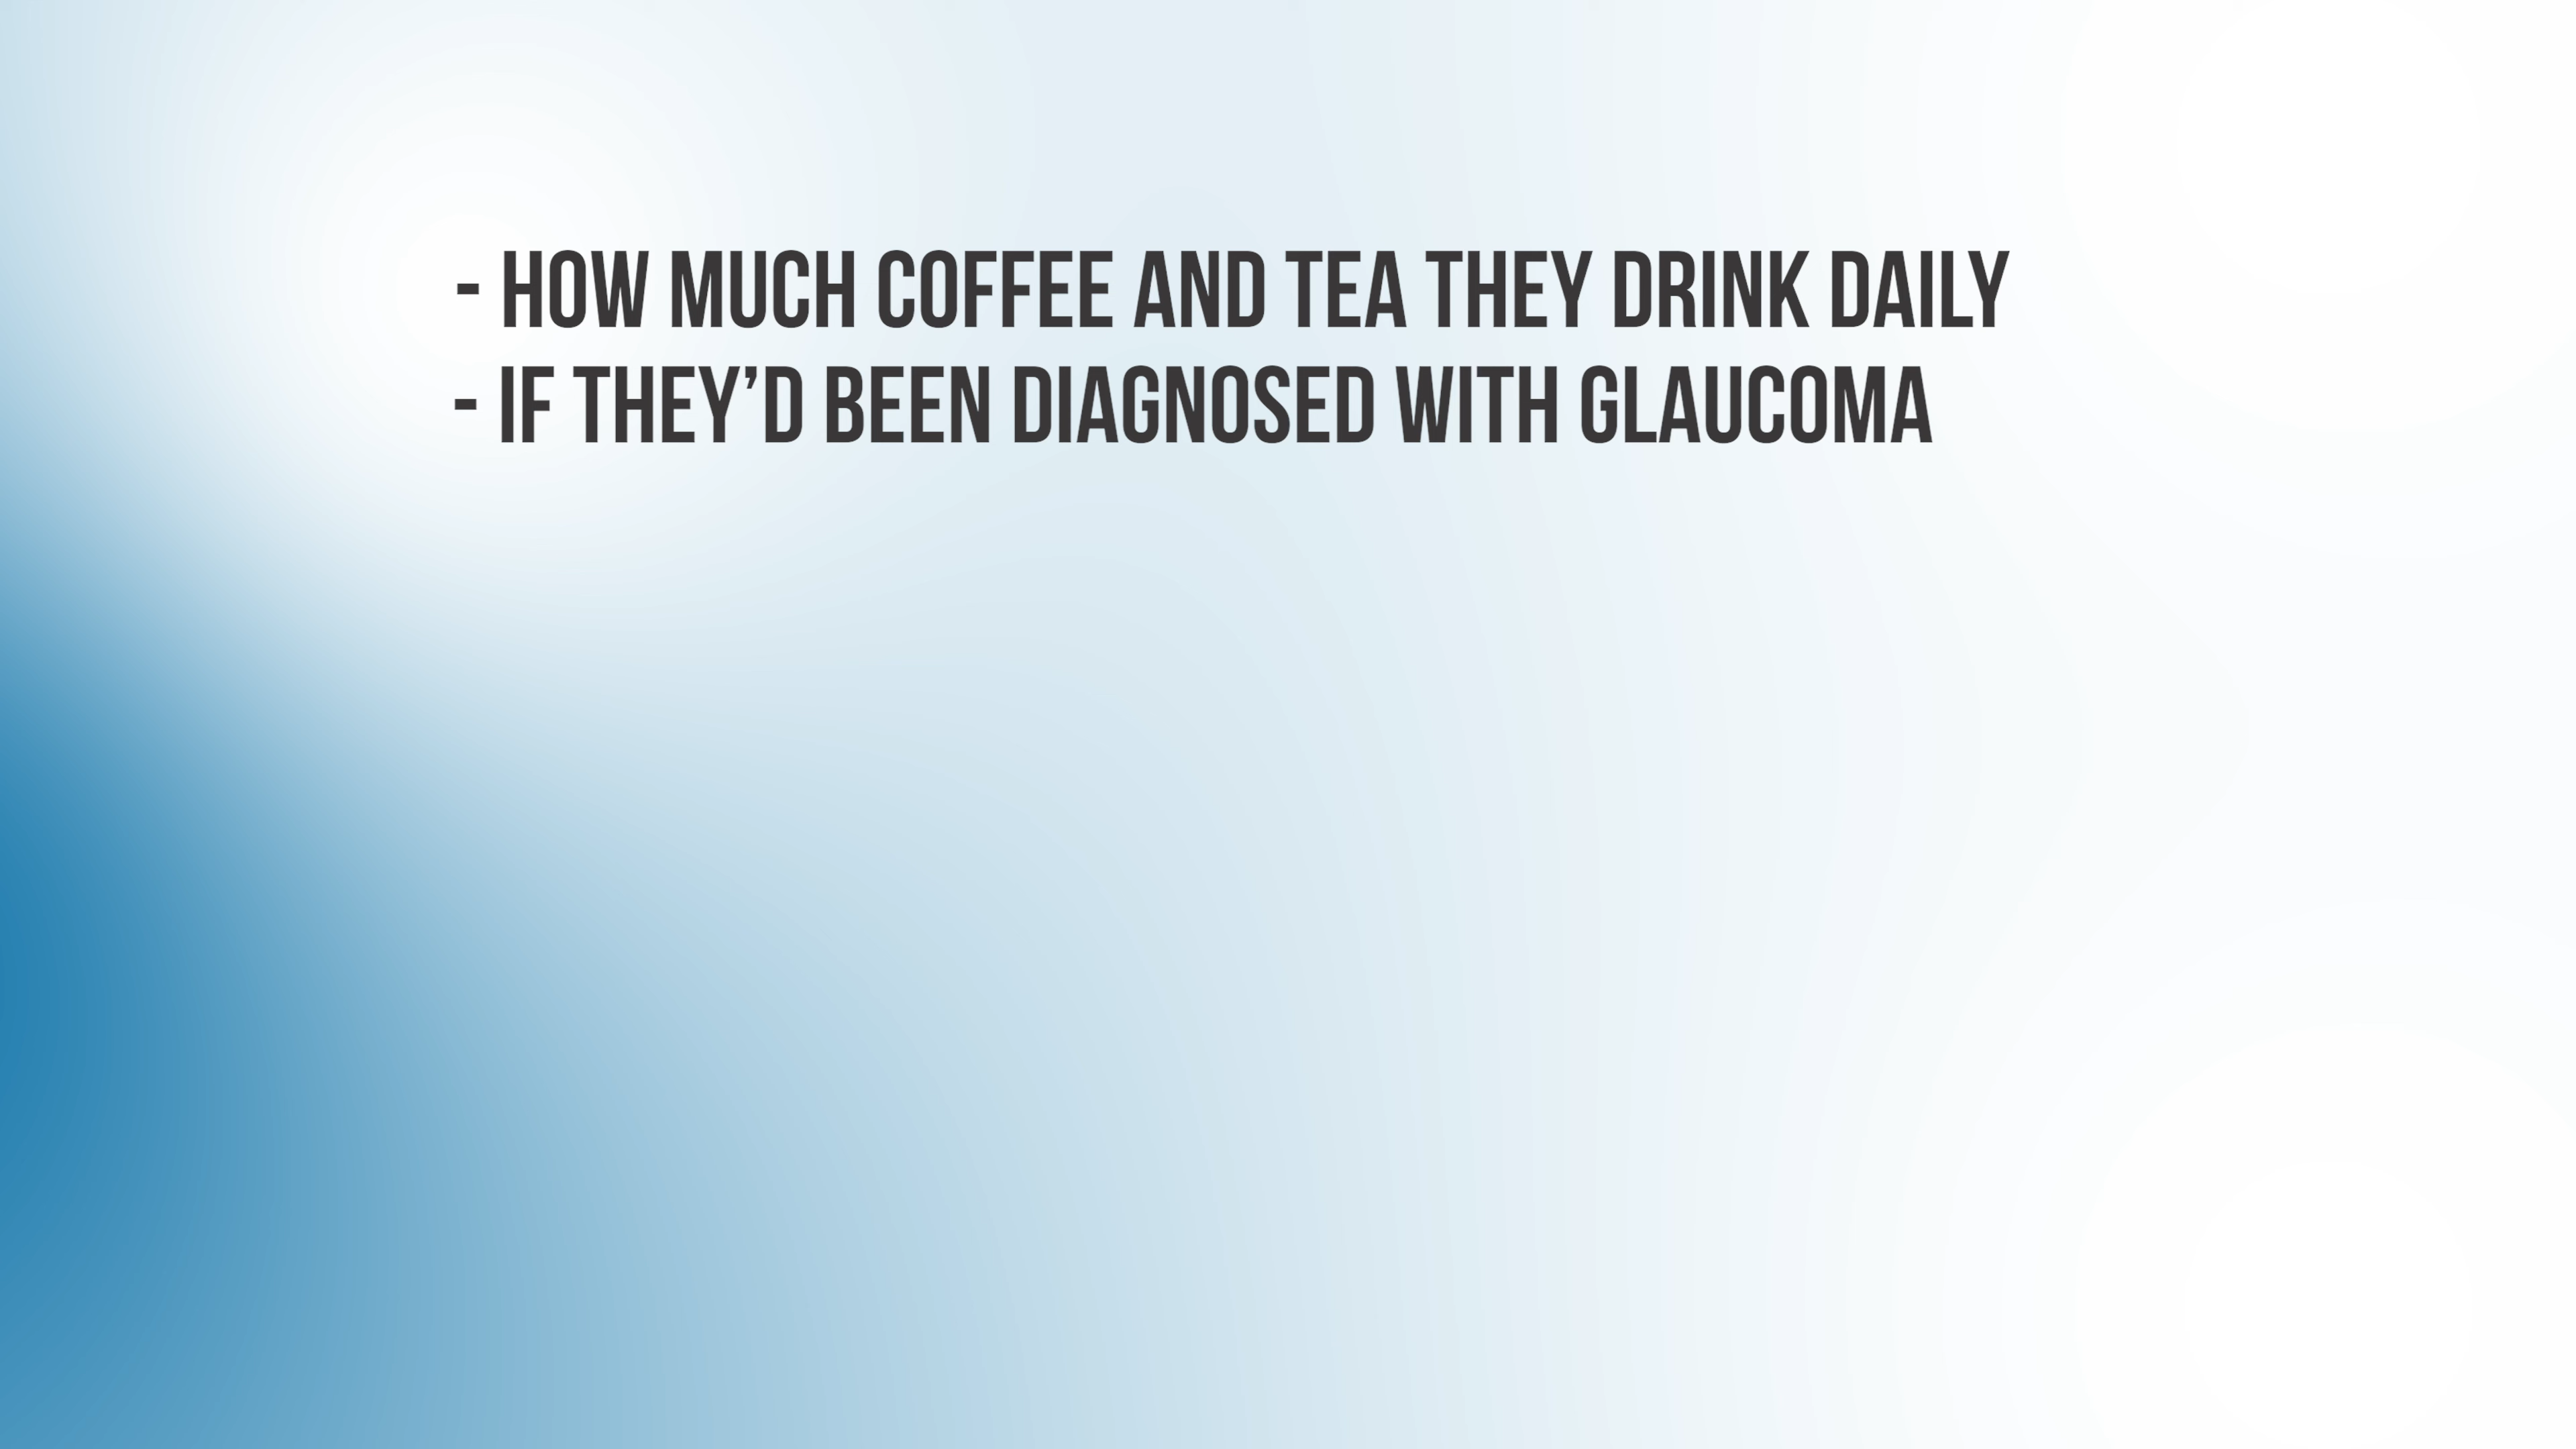 - HOW MUCH COFFEE AND TEA THEY DRINK DAILY
- IF THEY’D BEEN DIAGNOSED WITH GLAUCOMA